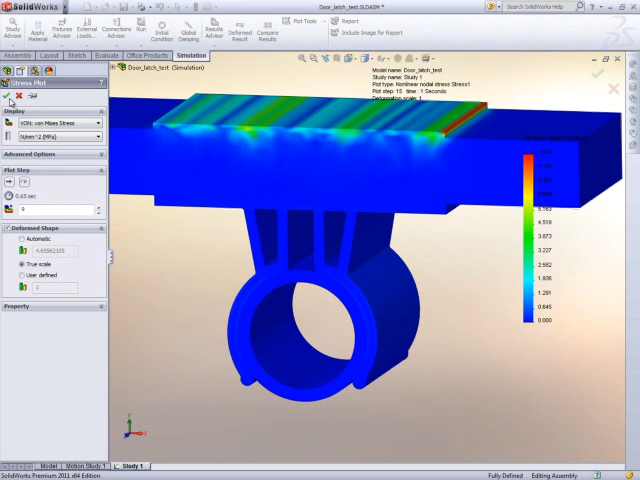 SolidWorks
Door_latch_test.SLDASM *
Search SolidWorks Help
Study Advisor
Apply Material
Fixtures Advisor
External Loads...
Connections Advisor
Run
Initial Condition
Global Damping
Results Advisor
Deformed Result
Compare Results
Plot Tools
Report
Include Image for Report
Assembly
Layout
Sketch
Evaluate
Office Products
Simulation
Door_latch_test (Simulation)
Model name: Door_latch_test
Study name: Study 1
Plot type: Nonlinear nodal stress Stress1
Plot step: 15 time : 1 Seconds
Deformation scale: 1
Stress Plot
?
Display
VON: von Mises Stress
N/mm^2 (MPa)
Advanced Options
Plot Step
0.65 sec
9
Deformed Shape
Automatic
True scale
User defined
1
Property
4.518
3.873
3.227
2.582
1.936
1.291
0.645
0.000
Model
Motion Study 1
Study 1
SolidWorks Premium 2011 x64 Edition
Fully Defined
Editing Assembly